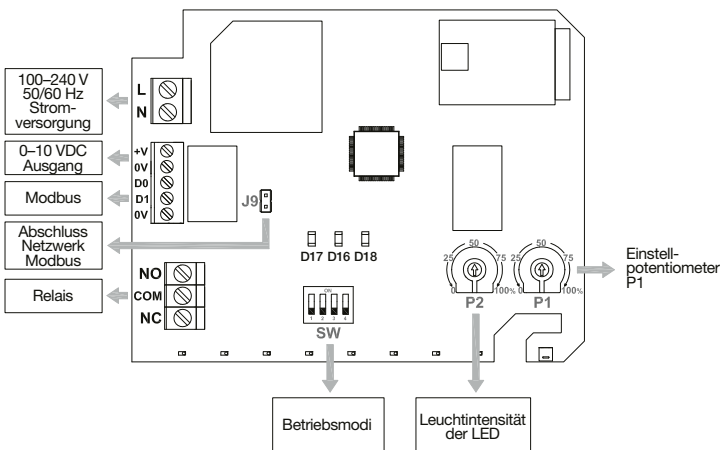 100–240 V
50/60 Hz
Strom-
versorgung
0–10 VDC
Ausgang
Modbus
Abschluss
Netzwerk
Modbus
Relais
L
N
+V
0V
D0
D1
0V
J9
NO
COM
NC
D17 D16 D18
ON
1 2 3 4
SW
0 25 50 75 100%
P2
0 25 50 75 100%
P1
Einstell-
potentiometer
P1
Betriebsmodi
Leuchtintensität
der LED